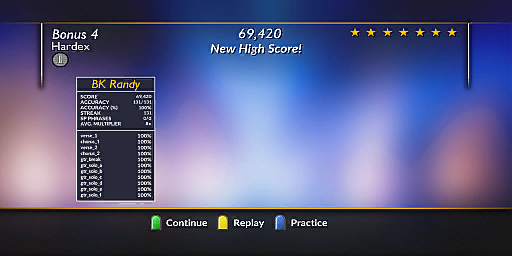 Bonus 4
Hardex
69,420
New High Score!
BK Randy
SCORE 69,420
ACCURACY 131/131
ACCURACY (%) 100%
STREAK 131
SP PHRASES 0/0
AVG. MULTIPLIER
verse_1 100%
chorus_1 100%
verse_2 100%
chorus_2 100%
gtr_break 100%
gtr_solo_a 100%
gtr_solo_b 100%
gtr_solo_c 100%
gtr_solo_d 100%
gtr_solo_e 100%
gtr_solo_f 100%
Continue Replay Practice